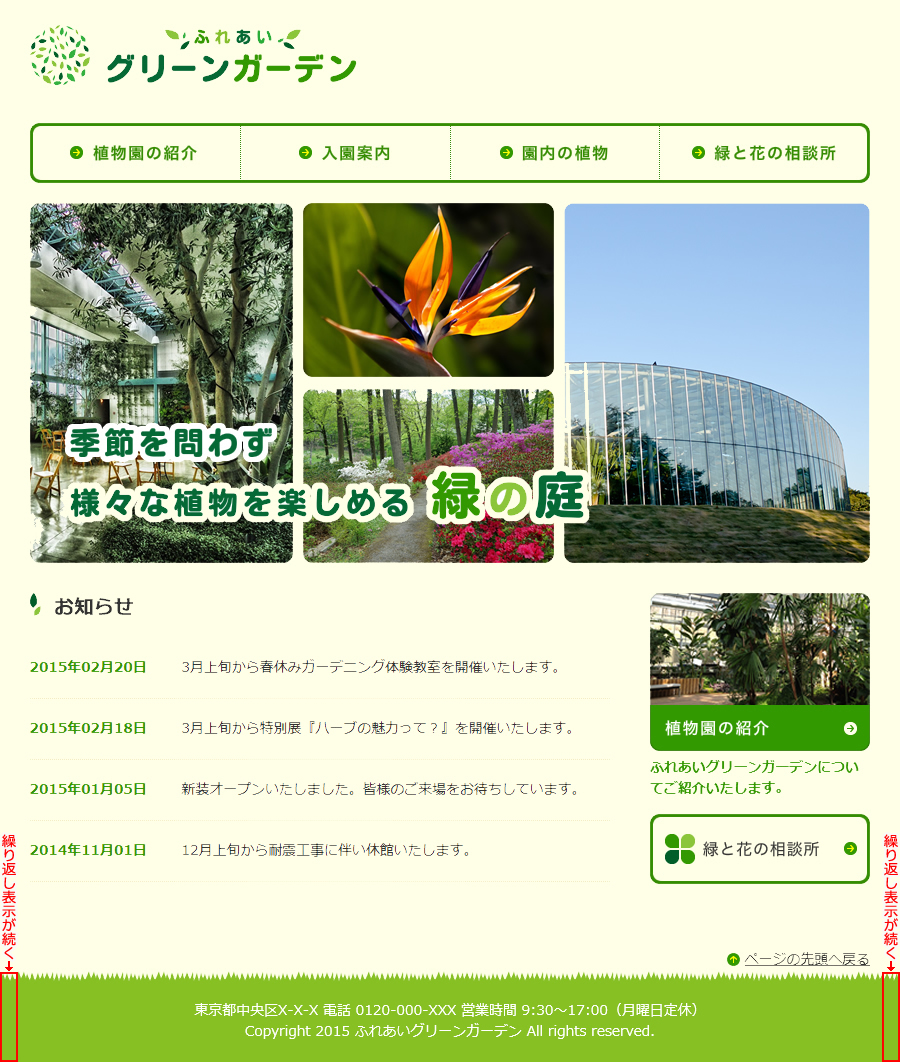 ふれあい
グリーンガーデン
植物園の紹介
入園案内
園内の植物
緑と花の相談所
季節を問わず
様々な植物を楽しめる 緑の庭
お知らせ
2015年02月20日 3月上旬から春休みガーデニング体験教室を開催いたします。
2015年02月18日 3月上旬から特別展『ハーブの魅力って？』を開催いたします。
2015年01月05日 新装オープンいたしました。皆様のご来場をお待ちしています。
2014年11月01日 12月上旬から耐震工事に伴い休館いたします。
植物園の紹介
ふれあいグリーンガーデンについ
てご紹介いたします。
緑と花の相談所
繰り返し表示が続く
繰り返し表示が続く
ページの先頭へ戻る
東京都中央区X-X-X 電話 0120-000-XXX 営業時間 9:30～17:00（月曜日定休）
Copyright 2015 ふれあいグリーンガーデン All rights reserved.